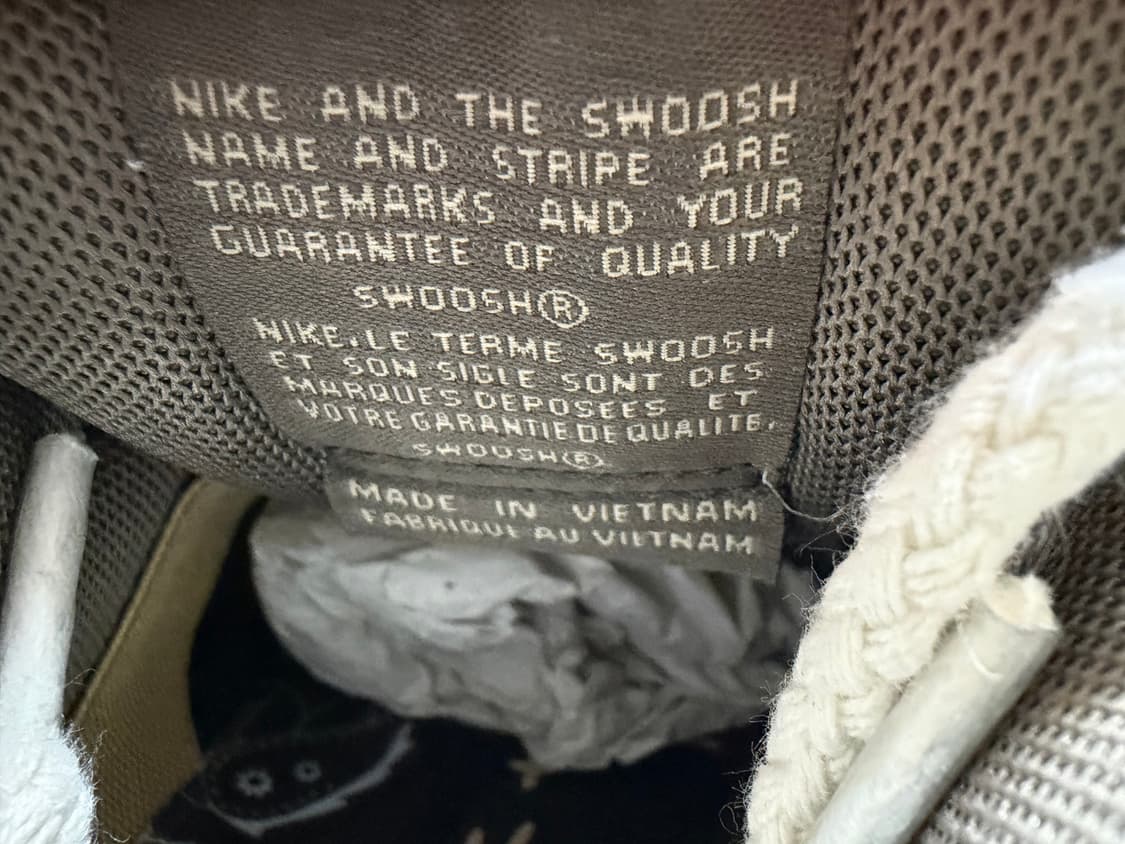 NIKE AND THE SWOOSH
NAME AND STRIPE ARE
TRADEMARKS AND YOUR
GUARANTEE OF QUALITY
SWOOSH®
NIKE.LE TERME SWOOSH
ET SON SIGLE SONT DES
MARQUES DEPOSEES ET
VOTRE GARANTIE DE QUALITE.
SWOOSH®
MADE IN VIETNAM
FABRIQUE AU VIETNAM